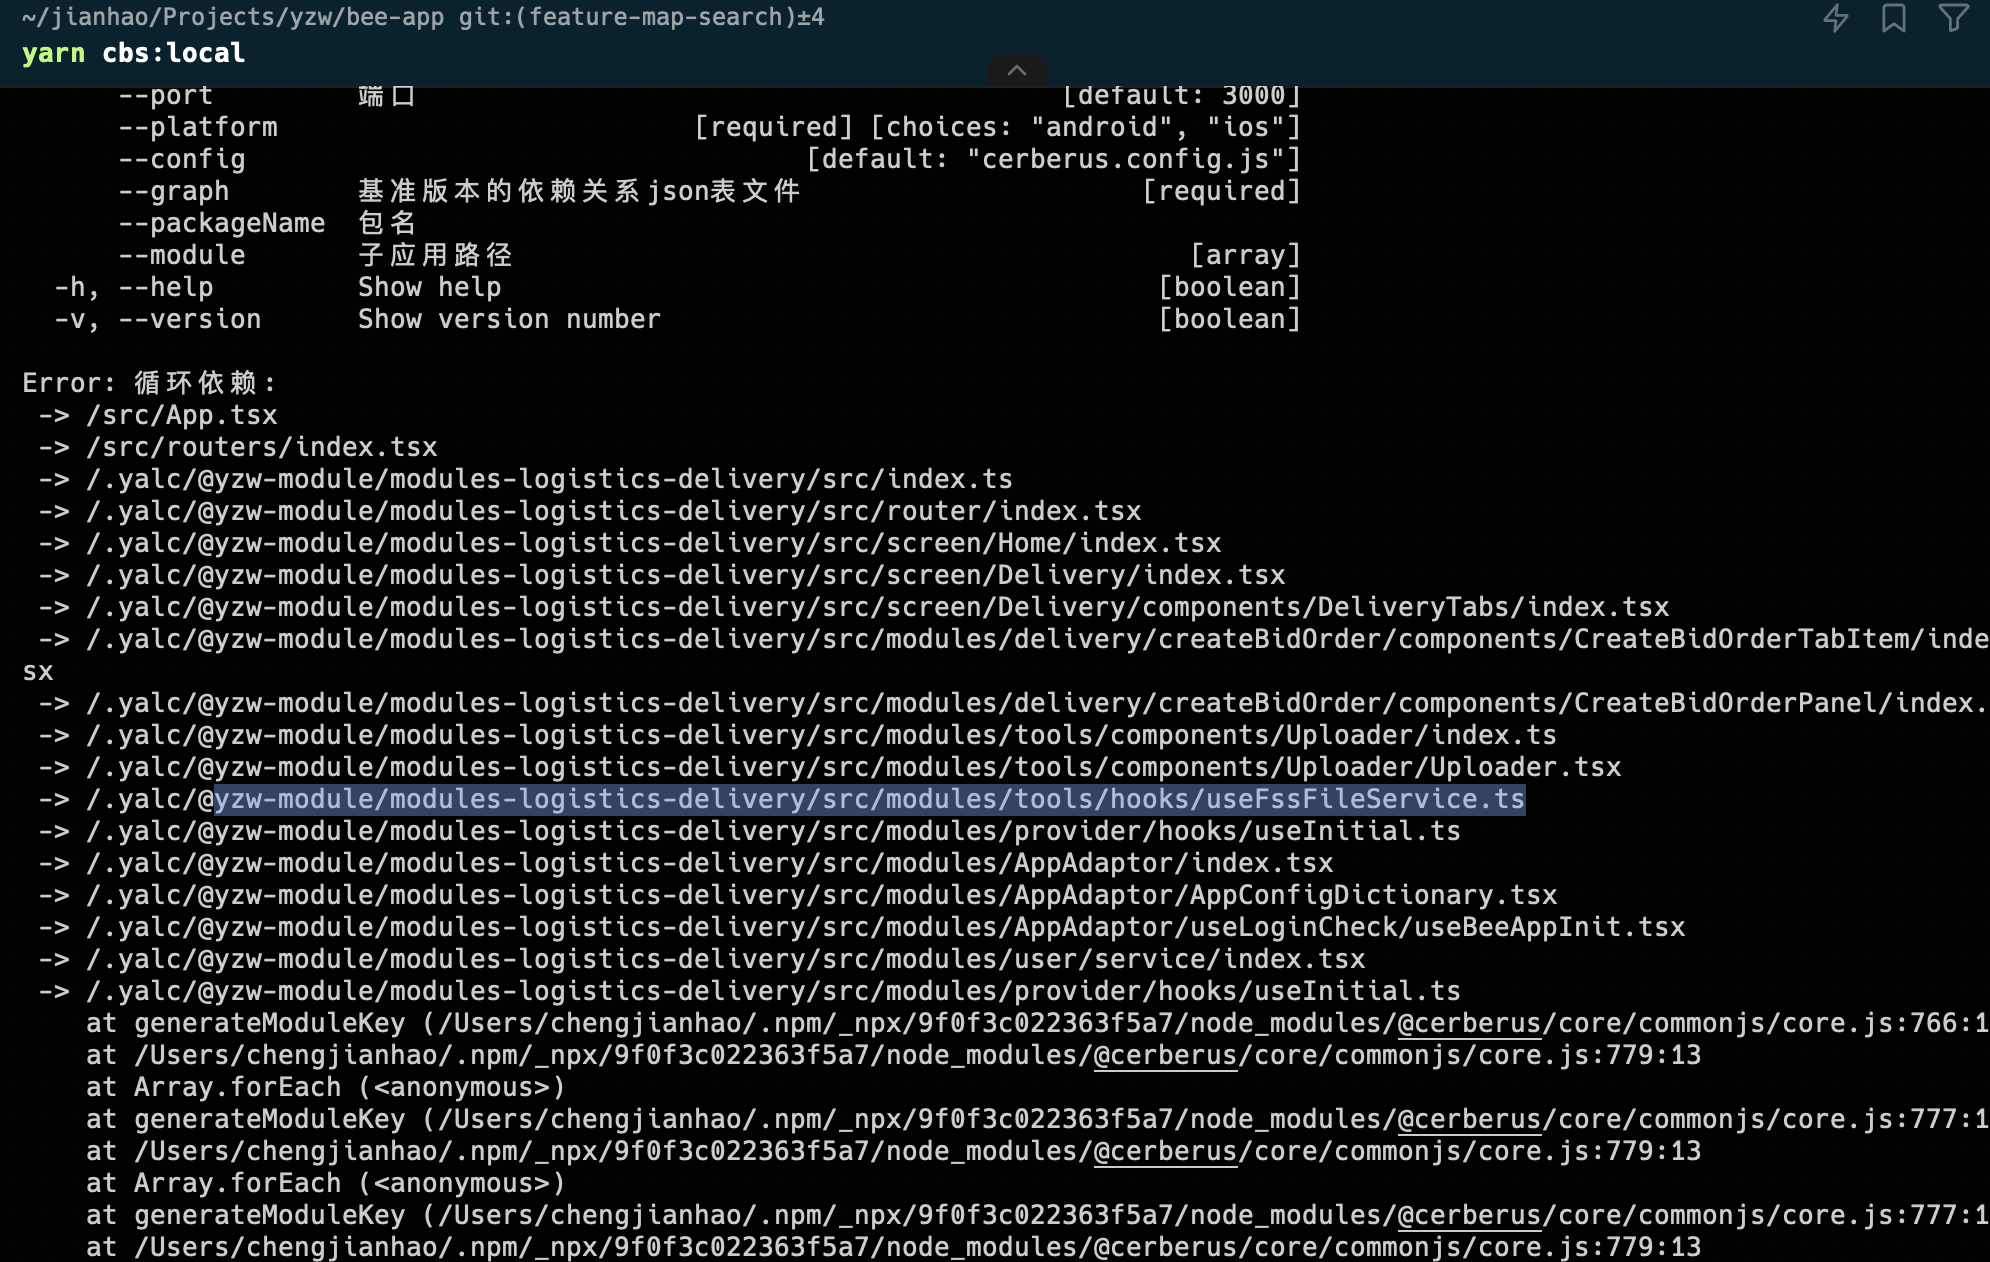 ~/jianhao/Projects/yzw/bee-app git:(feature-map-search)±4
yarn cbs:local
--port 端口 [default: 3000]
--platform [required] [choices: "android", "ios"]
--config [default: "cerberus.config.js"]
--graph 基准版本的依赖关系json表文件 [required]
--packageName 包名
--module 子应用路径 [array]
-h, --help Show help [boolean]
-v, --version Show version number [boolean]
Error: 循环依赖:
-> /src/App.tsx
-> /src/routers/index.tsx
-> /.yalc/@yzw-module/modules-logistics-delivery/src/index.ts
-> /.yalc/@yzw-module/modules-logistics-delivery/src/router/index.tsx
-> /.yalc/@yzw-module/modules-logistics-delivery/src/screen/Home/index.tsx
-> /.yalc/@yzw-module/modules-logistics-delivery/src/screen/Delivery/index.tsx
-> /.yalc/@yzw-module/modules-logistics-delivery/src/screen/Delivery/components/DeliveryTabs/index.tsx
-> /.yalc/@yzw-module/modules-logistics-delivery/src/modules/delivery/createBidOrder/components/CreateBidOrderTabItem/inde
sx
-> /.yalc/@yzw-module/modules-logistics-delivery/src/modules/delivery/createBidOrder/components/CreateBidOrderPanel/index.
-> /.yalc/@yzw-module/modules-logistics-delivery/src/modules/tools/components/Uploader/index.ts
-> /.yalc/@yzw-module/modules-logistics-delivery/src/modules/tools/components/Uploader/Uploader.tsx
-> /.yalc/@yzw-module/modules-logistics-delivery/src/modules/tools/hooks/useFssFileService.ts
-> /.yalc/@yzw-module/modules-logistics-delivery/src/modules/provider/hooks/useInitial.ts
-> /.yalc/@yzw-module/modules-logistics-delivery/src/modules/AppAdaptor/index.tsx
-> /.yalc/@yzw-module/modules-logistics-delivery/src/modules/AppAdaptor/AppConfigDictionary.tsx
-> /.yalc/@yzw-module/modules-logistics-delivery/src/modules/AppAdaptor/useLoginCheck/useBeeAppInit.tsx
-> /.yalc/@yzw-module/modules-logistics-delivery/src/modules/user/service/index.tsx
-> /.yalc/@yzw-module/modules-logistics-delivery/src/modules/provider/hooks/useInitial.ts
at generateModuleKey (/Users/chengjianhao/.npm/_npx/9f0f3c022363f5a7/node_modules/@cerberus/core/commonjs/core.js:766:1
at /Users/chengjianhao/.npm/_npx/9f0f3c022363f5a7/node_modules/@cerberus/core/commonjs/core.js:779:13
at Array.forEach (<anonymous>)
at generateModuleKey (/Users/chengjianhao/.npm/_npx/9f0f3c022363f5a7/node_modules/@cerberus/core/commonjs/core.js:777:1
at /Users/chengjianhao/.npm/_npx/9f0f3c022363f5a7/node_modules/@cerberus/core/commonjs/core.js:779:13
at Array.forEach (<anonymous>)
at generateModuleKey (/Users/chengjianhao/.npm/_npx/9f0f3c022363f5a7/node_modules/@cerberus/core/commonjs/core.js:777:1
at /Users/chengjianhao/.npm/_npx/9f0f3c022363f5a7/node_modules/@cerberus/core/commonjs/core.js:779:13